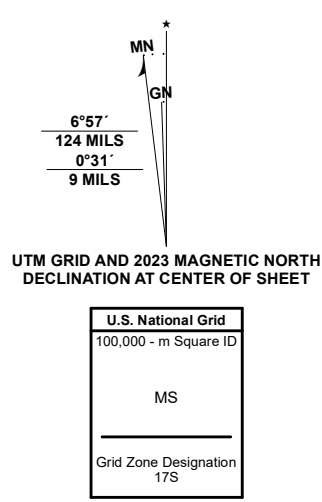 ★
MN
GN
6°57´
124 MILS
0°31´
9 MILS
UTM GRID AND 2023 MAGNETIC NORTH
DECLINATION AT CENTER OF SHEET
U.S. National Grid
100,000 - m Square ID
MS
Grid Zone Designation
17S